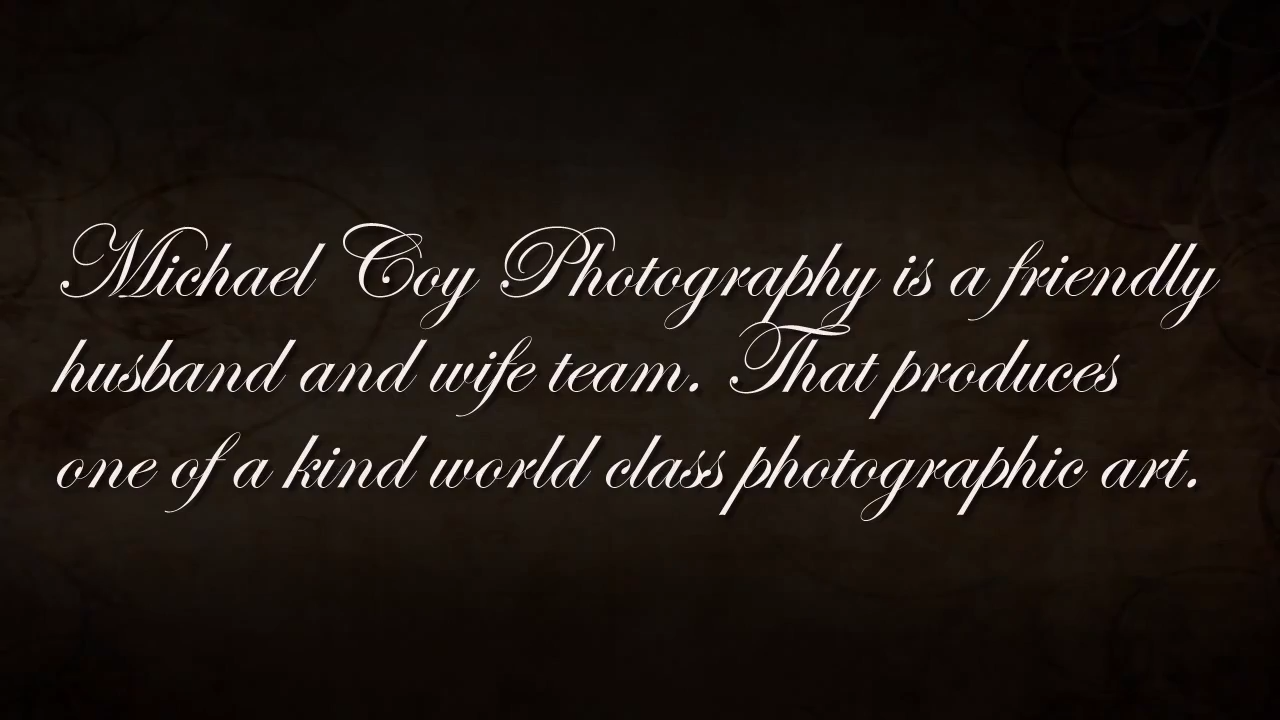 Michael Coy Photography is a friendly
husband and wife team. That produces
one of a kind world class photographic art.